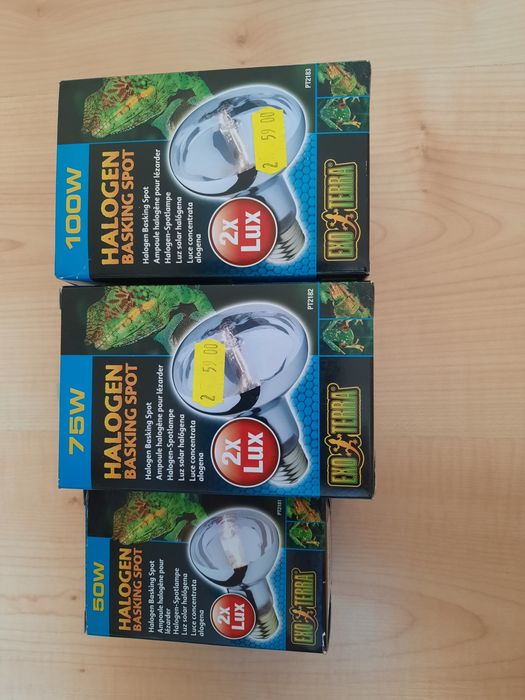 100W
HALOGEN
BASKING SPOT
Halogen Basking Spot
Ampoule halogène pour lézarder
Halogen-Spotlampe
Luz solar halógena
Luce concentrata
alogena
2x
Lux
2 59 00
PT2183
EXO TERRA®
75W
HALOGEN
BASKING SPOT
Halogen Basking Spot
Ampoule halogène pour lézarder
Halogen-Spotlampe
Luz solar halógena
Luce concentrata
alogena
2x
Lux
2 59 00
PT2182
EXO TERRA®
50W
HALOGEN
BASKING SPOT
Halogen Basking Spot
Ampoule halogène pour
lézarder
Halogen-Spotlampe
Luz solar halógena
Luce concentrata
alogena
2x
Lux
PT2181
EXO TERRA®